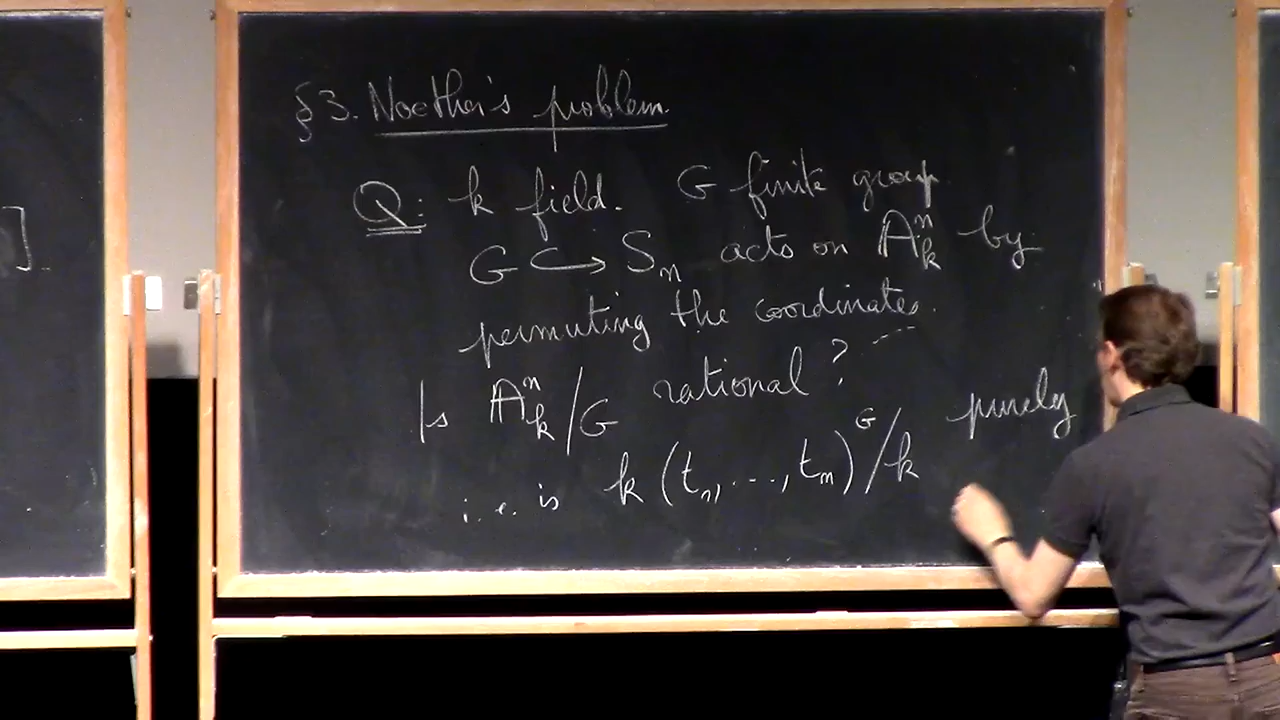 §3. Noether's problem.
Q: k field. G finite group
G ↪ S_n acts on A^n_k by
permuting the coordinates.
Is A^n_k/G rational?
i.e. is k(t_1, ..., t_n)^G/k purely
]